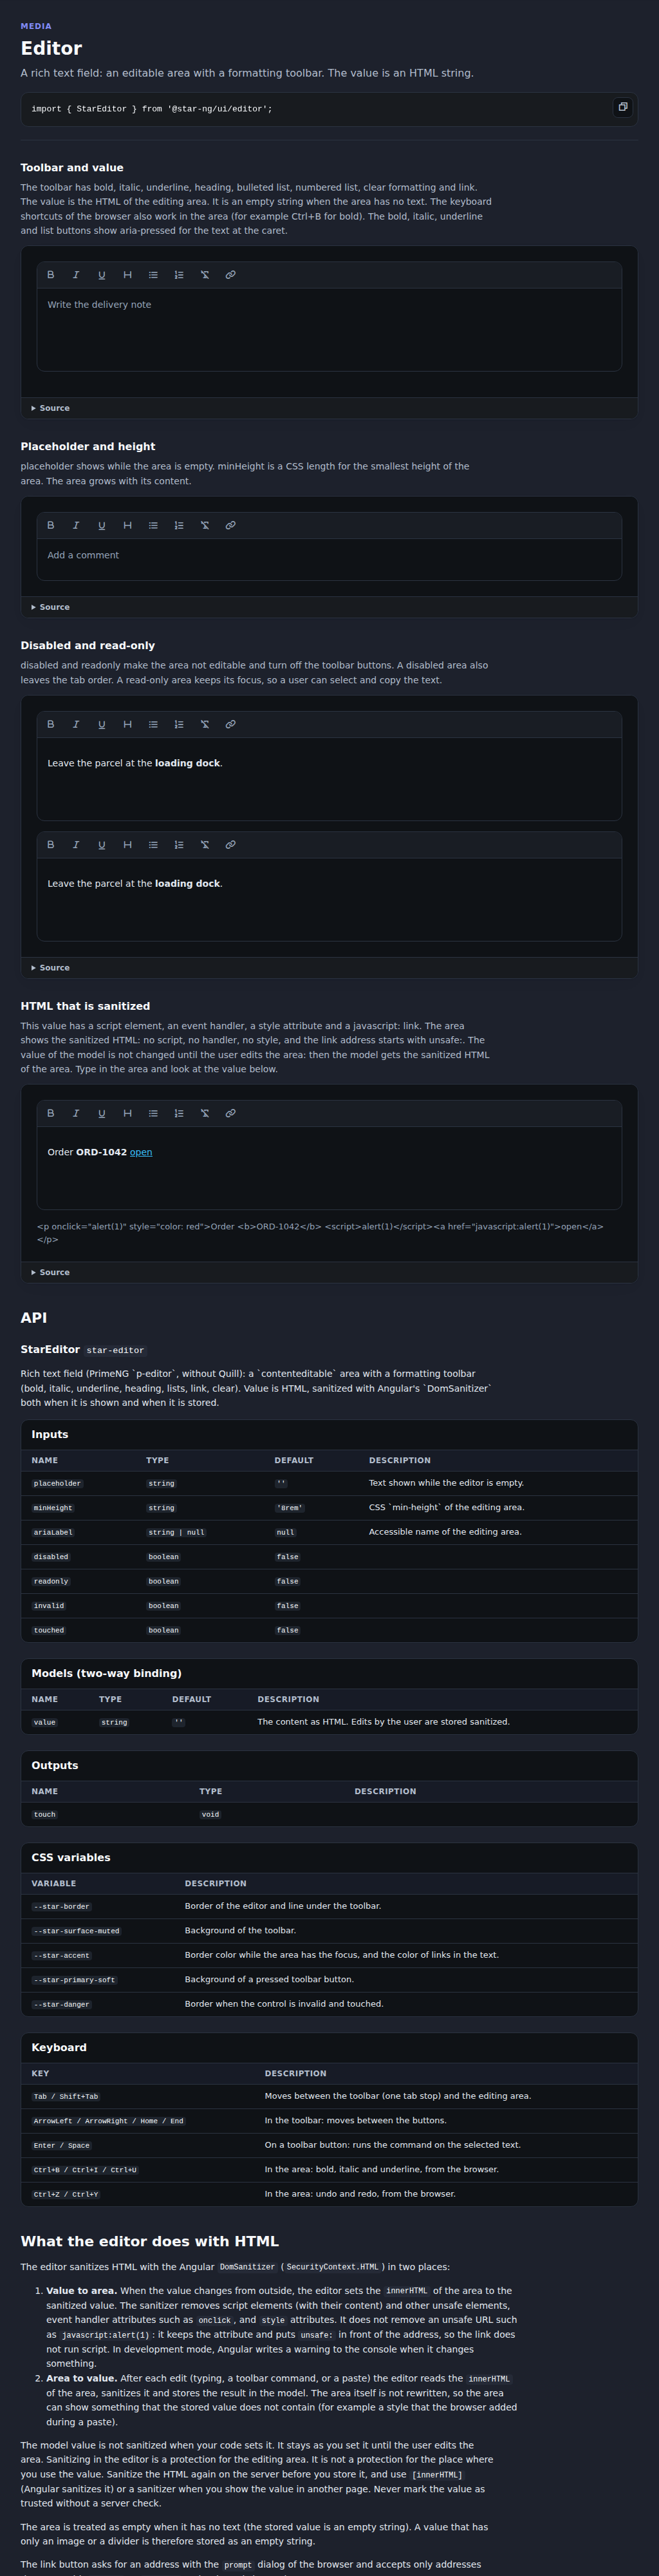 MEDIA
Editor
A rich text field: an editable area with a formatting toolbar. The value is an HTML string.
import { StarEditor } from '@star-ng/ui/editor';
Toolbar and value
The toolbar has bold, italic, underline, heading, bulleted list, numbered list, clear formatting and link.
The value is the HTML of the editing area. It is an empty string when the area has no text. The keyboard
shortcuts of the browser also work in the area (for example Ctrl+B for bold). The bold, italic, underline
and list buttons show aria-pressed for the text at the caret.
Write the delivery note
Source
Placeholder and height
placeholder shows while the area is empty. minHeight is a CSS length for the smallest height of the
area. The area grows with its content.
Add a comment
Source
Disabled and read-only
disabled and readonly make the area not editable and turn off the toolbar buttons. A disabled area also
leaves the tab order. A read-only area keeps its focus, so a user can select and copy the text.
Leave the parcel at the loading dock.
Leave the parcel at the loading dock.
Source
HTML that is sanitized
This value has a script element, an event handler, a style attribute and a javascript: link. The area
shows the sanitized HTML: no script, no handler, no style, and the link address starts with unsafe:. The
value of the model is not changed until the user edits the area: then the model gets the sanitized HTML
of the area. Type in the area and look at the value below.
Order ORD-1042 open
<p onclick="alert(1)" style="color: red">Order <b>ORD-1042</b> <script>alert(1)</script><a href="javascript:alert(1)">open</a>
</p>
Source
API
StarEditor star-editor
Rich text field (PrimeNG `p-editor`, without Quill): a `contenteditable` area with a formatting toolbar
(bold, italic, underline, heading, lists, link, clear). Value is HTML, sanitized with Angular's `DomSanitizer`
both when it is shown and when it is stored.
Inputs
NAME TYPE DEFAULT DESCRIPTION
placeholder string '' Text shown while the editor is empty.
minHeight string '8rem' CSS `min-height` of the editing area.
ariaLabel string | null null Accessible name of the editing area.
disabled boolean false
readonly boolean false
invalid boolean false
touched boolean false
Models (two-way binding)
NAME TYPE DEFAULT DESCRIPTION
value string '' The content as HTML. Edits by the user are stored sanitized.
Outputs
NAME TYPE DESCRIPTION
touch void
CSS variables
VARIABLE DESCRIPTION
--star-border Border of the editor and line under the toolbar.
--star-surface-muted Background of the toolbar.
--star-accent Border color while the area has the focus, and the color of links in the text.
--star-primary-soft Background of a pressed toolbar button.
--star-danger Border when the control is invalid and touched.
Keyboard
KEY DESCRIPTION
Tab / Shift+Tab Moves between the toolbar (one tab stop) and the editing area.
ArrowLeft / ArrowRight / Home / End In the toolbar: moves between the buttons.
Enter / Space On a toolbar button: runs the command on the selected text.
Ctrl+B / Ctrl+I / Ctrl+U In the area: bold, italic and underline, from the browser.
Ctrl+Z / Ctrl+Y In the area: undo and redo, from the browser.
What the editor does with HTML
The editor sanitizes HTML with the Angular DomSanitizer (SecurityContext.HTML) in two places:
1. Value to area. When the value changes from outside, the editor sets the innerHTML of the area to the
sanitized value. The sanitizer removes script elements (with their content) and other unsafe elements,
event handler attributes such as onclick, and style attributes. It does not remove an unsafe URL such
as javascript:alert(1): it keeps the attribute and puts unsafe: in front of the address, so the link does
not run script. In development mode, Angular writes a warning to the console when it changes
something.
2. Area to value. After each edit (typing, a toolbar command, or a paste) the editor reads the innerHTML
of the area, sanitizes it and stores the result in the model. The area itself is not rewritten, so the area
can show something that the stored value does not contain (for example a style that the browser added
during a paste).
The model value is not sanitized when your code sets it. It stays as you set it until the user edits the
area. Sanitizing in the editor is a protection for the editing area. It is not a protection for the place where
you use the value. Sanitize the HTML again on the server before you store it, and use [innerHTML]
(Angular sanitizes it) or a sanitizer when you show the value in another page. Never mark the value as
trusted without a server check.
The area is treated as empty when it has no text (the stored value is an empty string). A value that has
only an image or a divider is therefore stored as an empty string.
The link button asks for an address with the prompt dialog of the browser and accepts only addresses